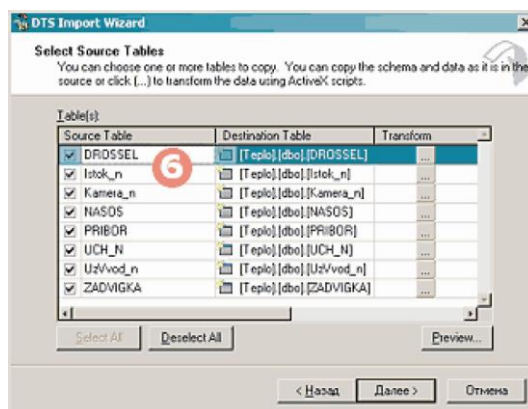 DTS Import Wizard
Select Source Tables
You can choose one or more tables to copy. You can copy the schema and data as it is in the
source or click (...) to transform the data using ActiveX scripts.
Table(s):
Source Table Destination Table Transform
DROSSEL [Teplo].[dbo].[DROSSEL] ...
Istok_n [Teplo].[dbo].[Istok_n] ...
Kamera_n [Teplo].[dbo].[Kamera_n] ...
NASOS [Teplo].[dbo].[NASOS] ...
PRIBOR [Teplo].[dbo].[PRIBOR] ...
UCH_N [Teplo].[dbo].[UCH_N] ...
UzVvod_n [Teplo].[dbo].[UzVvod_n] ...
ZADVIGKA [Teplo].[dbo].[ZADVIGKA] ...
6
Select All Deselect All Preview...
< Назад Далее > Отмена